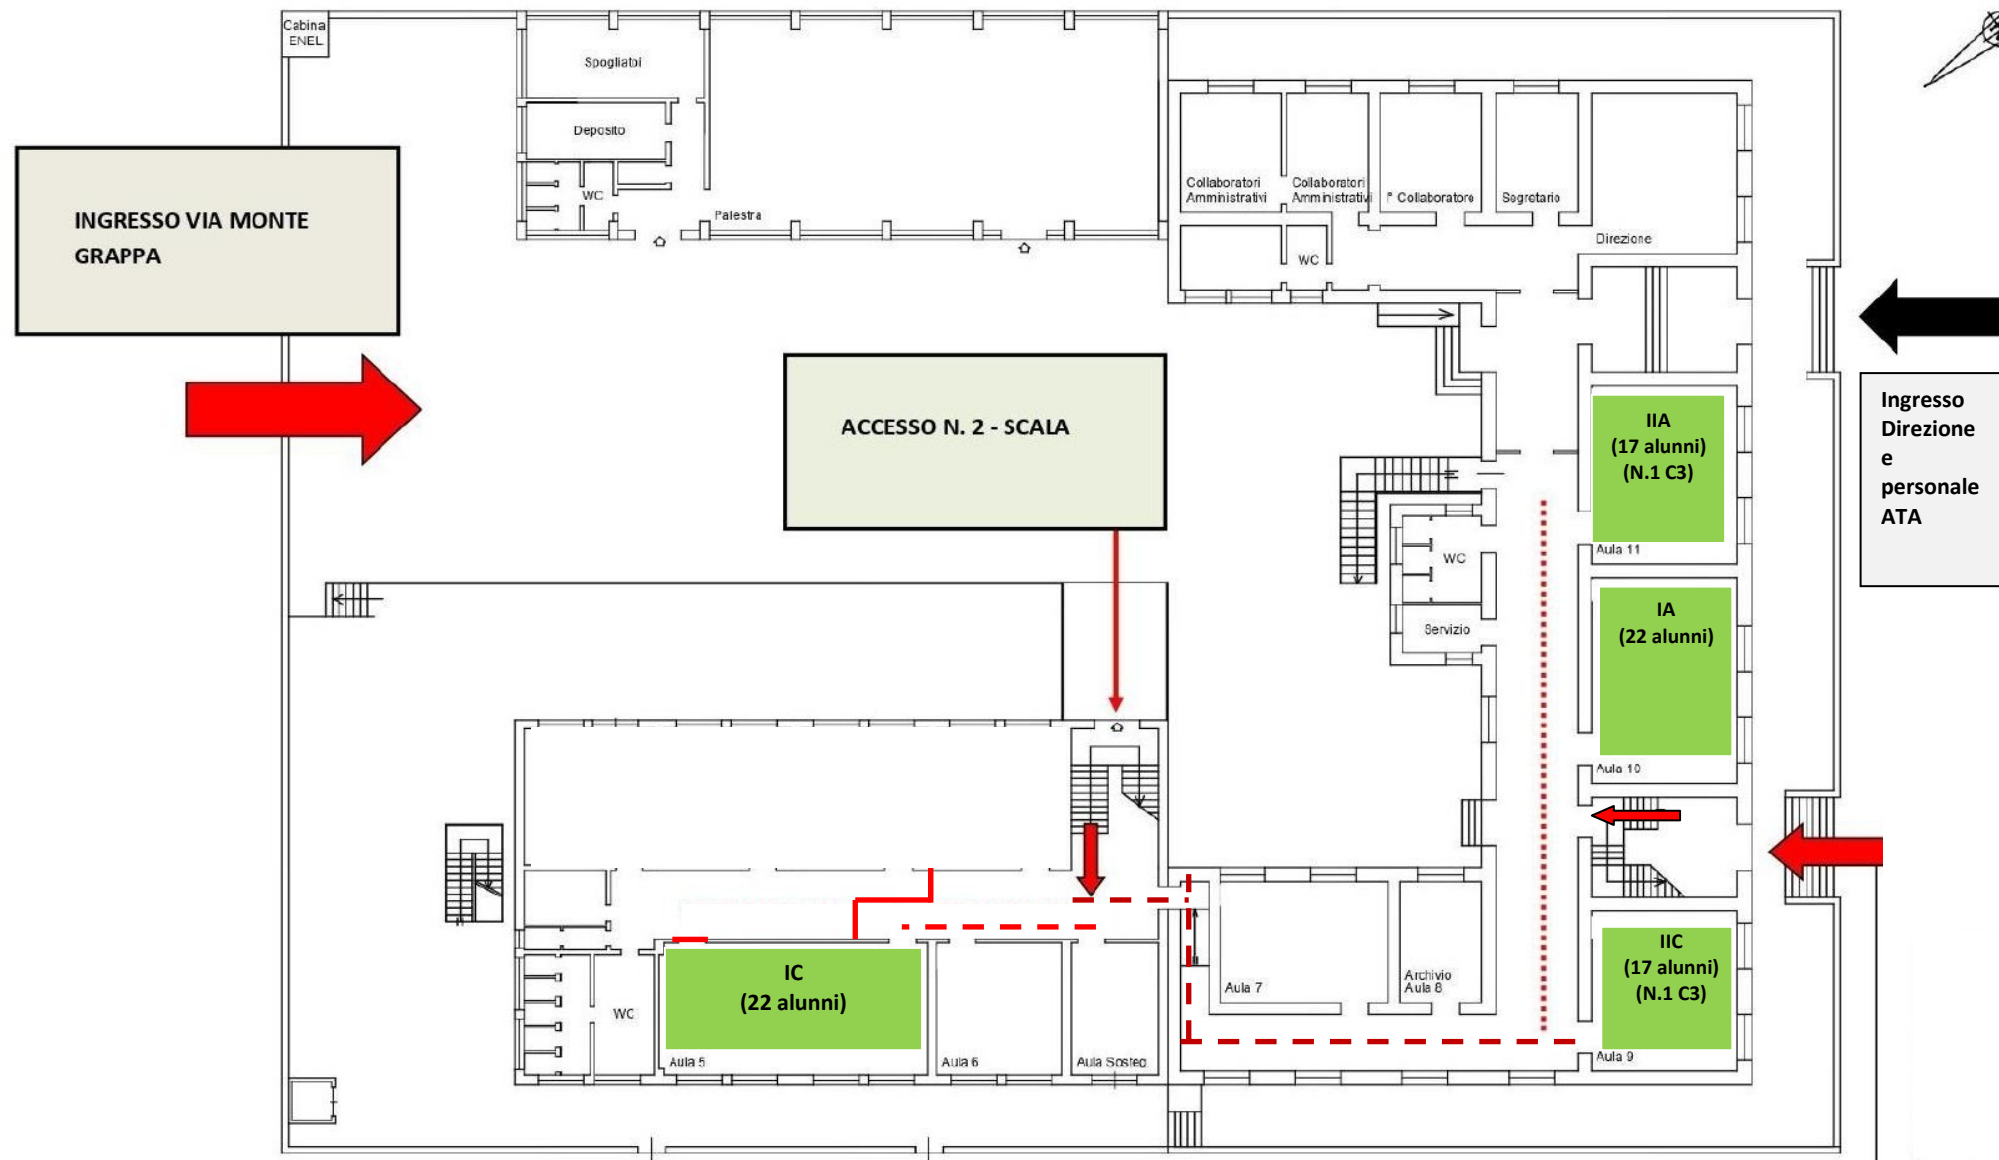 Cabina
ENEL
Spogliatoi
Deposito
WC
Palestra
INGRESSO VIA MONTE
GRAPPA
Collaboratori
Amministrativi
Collaboratori
Amministrativi
° Collaboratore
Segretario
Direzione
WC
ACCESSO N. 2 - SCALA
IIA
(17 alunni)
(N.1 C3)
Aula 11
Ingresso
Direzione
e
personale
ATA
WC
Servizio
IA
(22 alunni)
Aula 10
IC
(22 alunni)
WC
Aula 5
Aula 6
Aula Sosteg
Aula 7
Archivio
Aula 8
IIC
(17 alunni)
(N.1 C3)
Aula 9